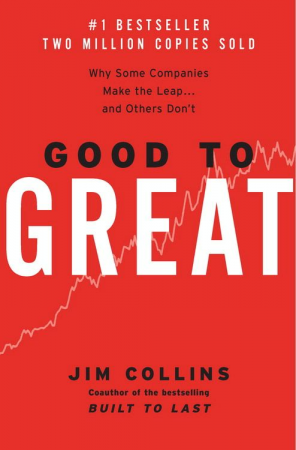 #1 BESTSELLER
TWO MILLION COPIES SOLD
Why Some Companies
Make the Leap...
and Others Don't
GOOD TO
GREAT
JIM COLLINS
Coauthor of the bestselling
BUILT TO LAST